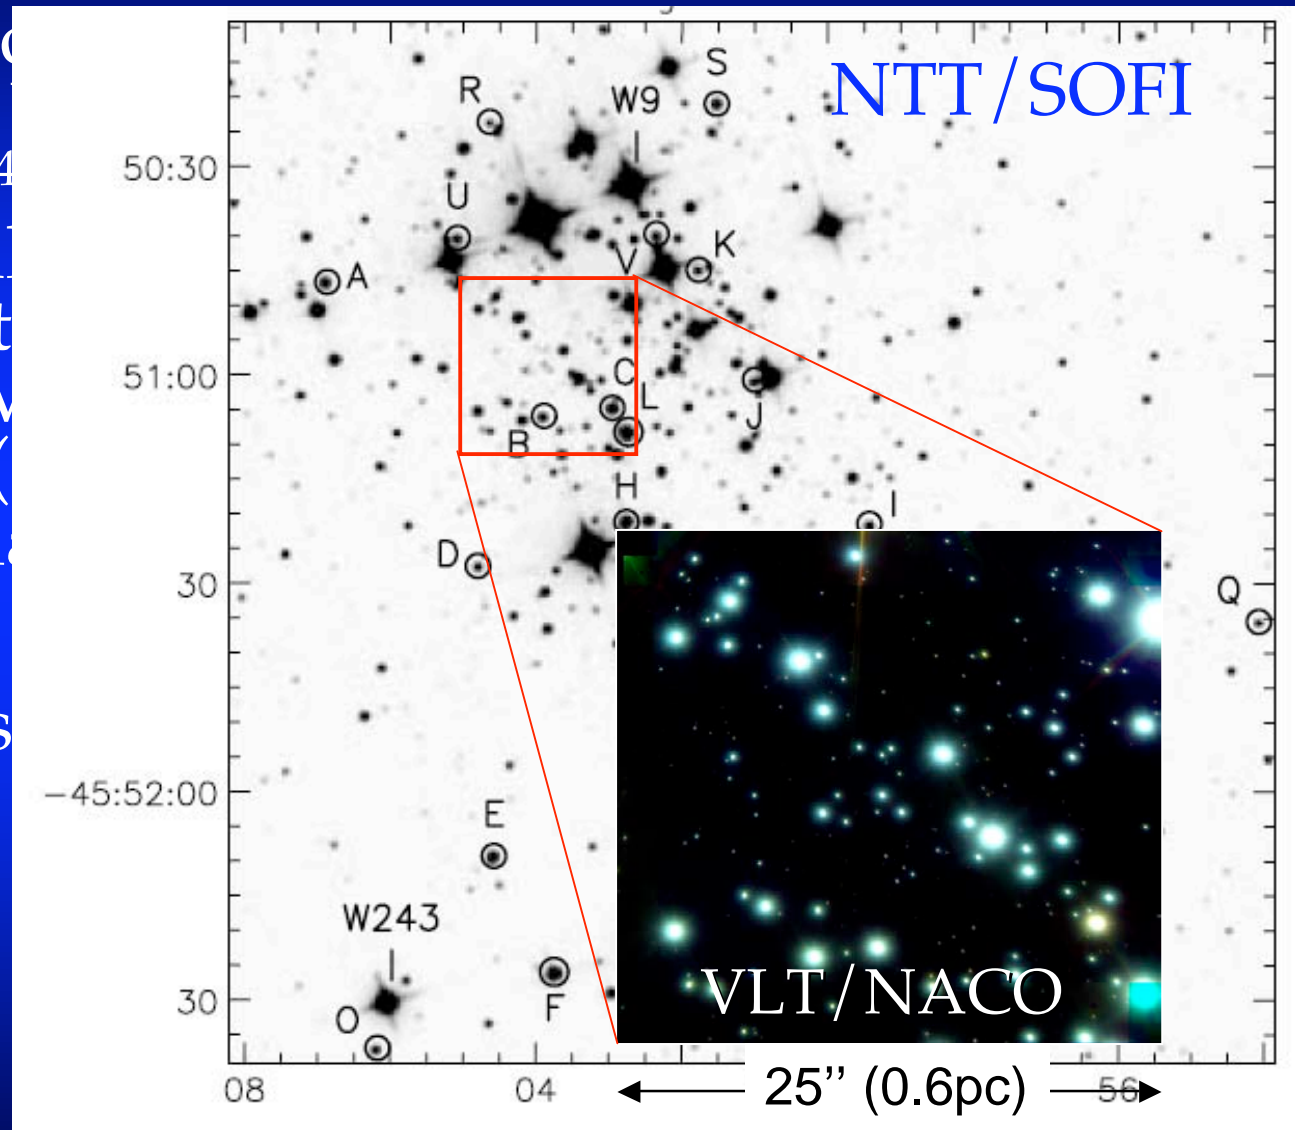 NTT/SOFI
S
R
W9
50:30
U
K
V
A
51:00
C
L
J
B
H
I
D
30
Q
-45:52:00
E
W243
F
30
O
VLT/NACO
08
04
56
25’’ (0.6pc)